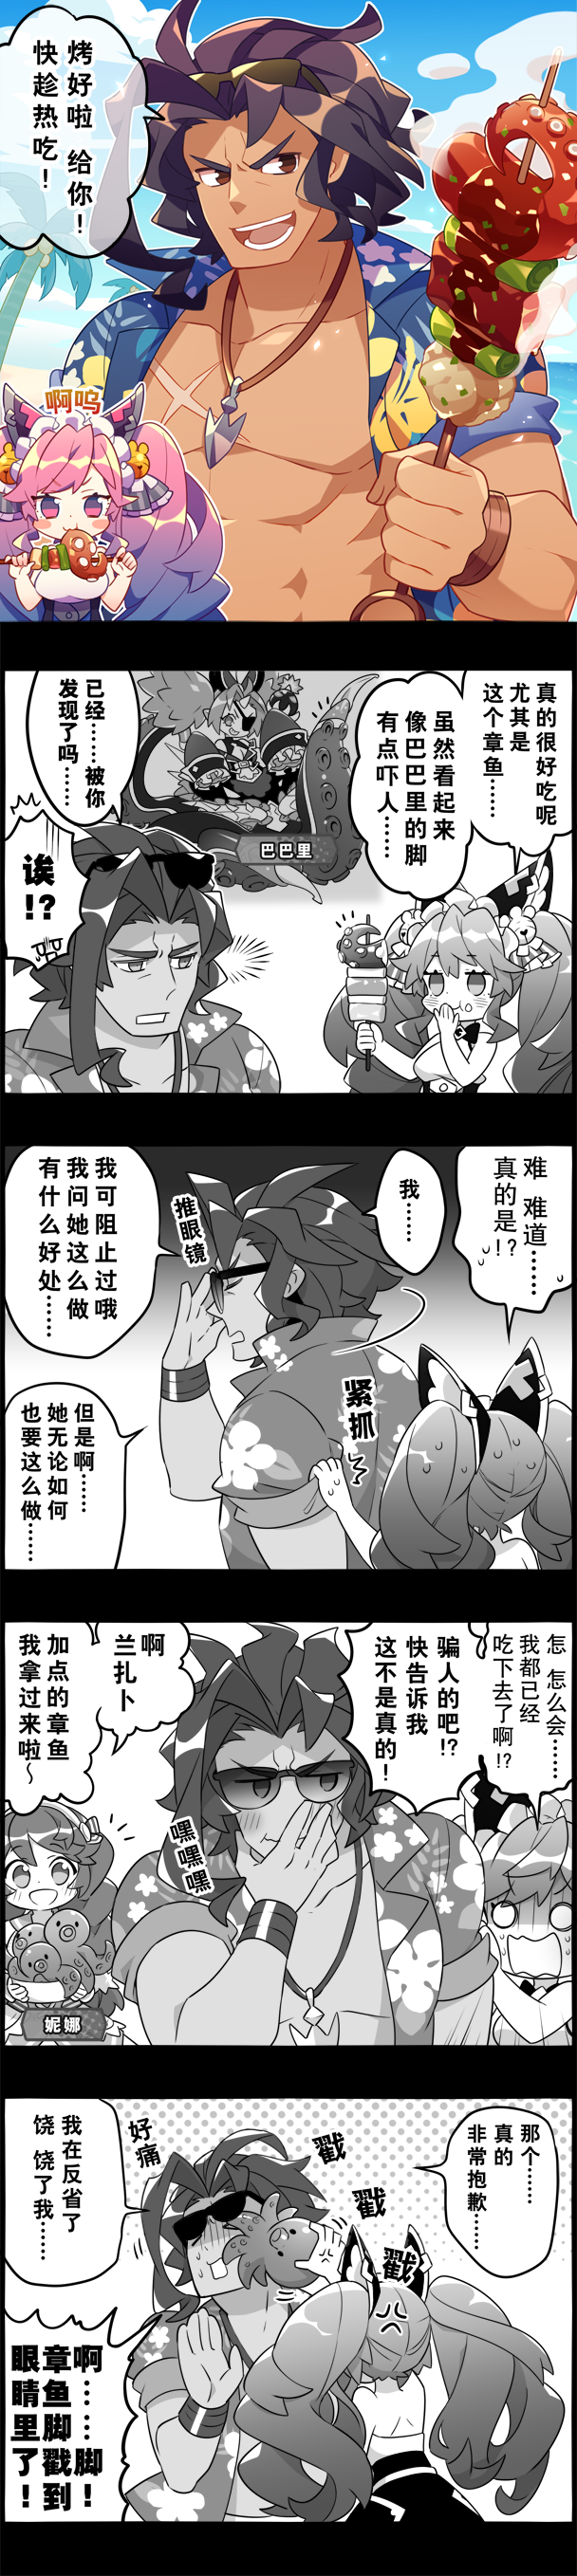 烤好啦 给你!
快趁热吃!
啊呜
真的很好吃呢
尤其是
这个章鱼……
虽然看起来
像巴巴里的脚
有点吓人……
巴巴里
已经……被你
发现了吗……
诶!?
难 难道……
真的是!?
我……
推眼镜
我可阻止过哦
我问她这么做
有什么好处……
紧抓
但是啊……
她无论如何
也要这么做……
怎 怎么会……
我都已经
吃下去了啊!?
骗人的吧!?
快告诉我
这不是真的!
嘿嘿嘿
啊
兰扎卜
加点的章鱼
我拿过来啦~
妮娜
那个……
真的
非常抱歉……
戳
戳
戳
好痛
我在反省了
饶 饶了我……
啊……脚!
章鱼脚戳到
眼睛里了!